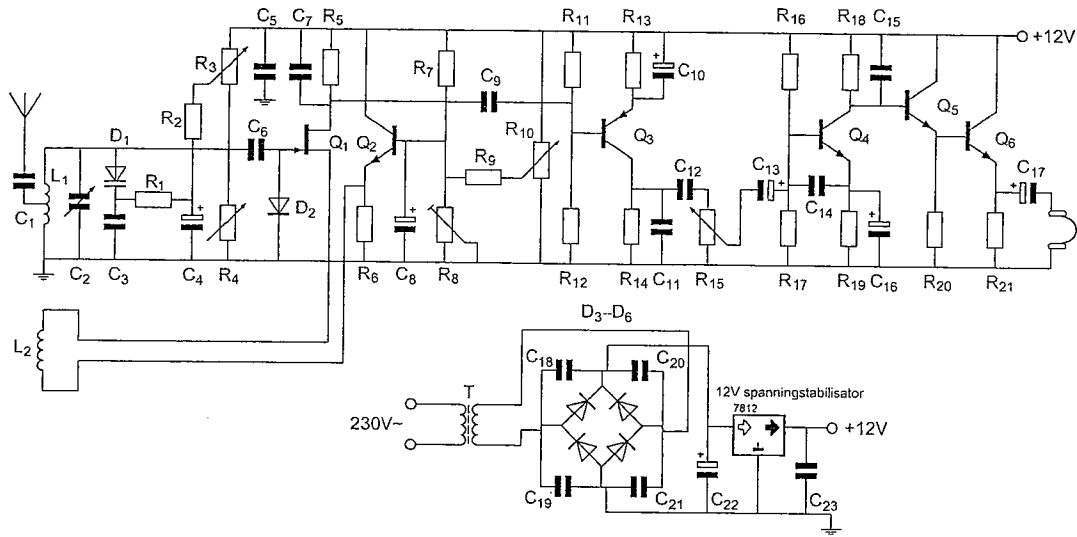 C5 C7 R5 R11 R13 R16 R18 C15
+12V
R3 R7 C9 + C10
R2 R10 Q5
D1 C6 Q1 Q2 Q3 Q4 Q6
L1 R1 R9 C12 C13 + C17 +
C1 + D2 + C14 +
C2 C3 C4 R4 R6 C8 R8 R12 R14 C11 R15 R17 R19 C16 R20 R21
D3--D6
L2
C18 C20
T 12V spanningstabilisator
7812
230V~ +12V
+
C19 C21 C22 C23